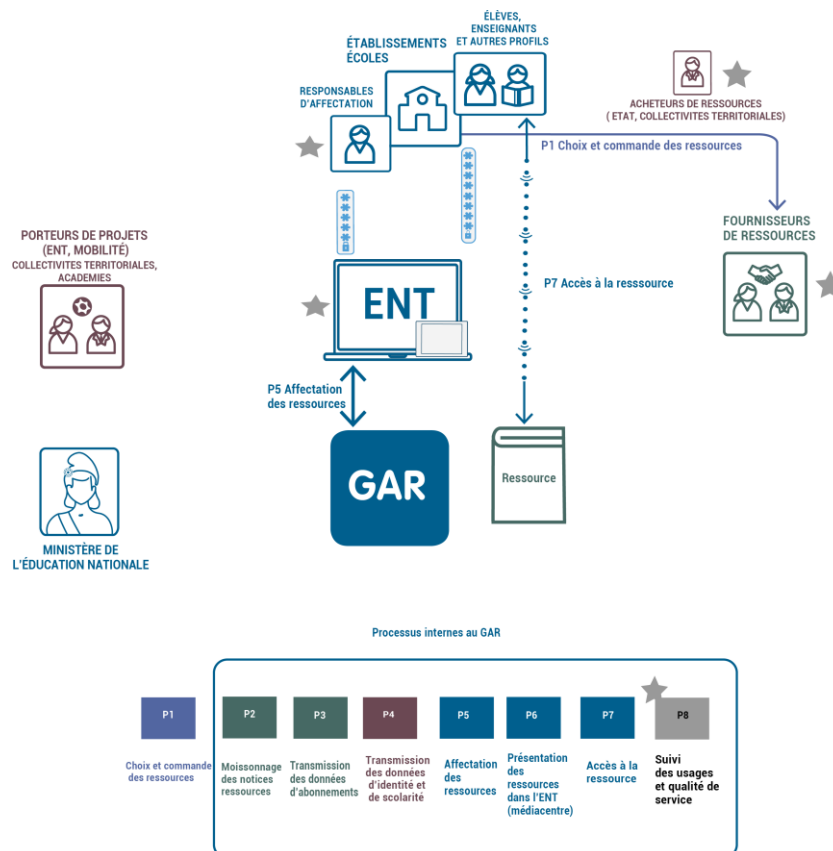 ÉLÈVES,
ENSEIGNANTS
ET AUTRES PROFILS
ÉTABLISSEMENTS
ÉCOLES
RESPONSABLES
D'AFFECTATION
ACHETEURS DE RESSOURCES
( ETAT, COLLECTIVITES TERRITORIALES)
P1 Choix et commande des ressources
PORTEURS DE PROJETS
(ENT, MOBILITÉ)
COLLECTIVITES TERRITORIALES,
ACADEMIES
FOURNISSEURS
DE RESSOURCES
P7 Accès à la resssource
ENT
P5 Affectation
des ressources
GAR
Ressource
MINISTÈRE DE
L'ÉDUCATION NATIONALE
Processus internes au GAR
P1
P2
P3
P4
P5
P6
P7
P8
Choix et commande
des ressources
Moissonnage
des notices
ressources
Transmission
des données
d'abonnements
Transmission
des données
d'identité et
de scolarité
Affectation
des
ressources
Présentation
des
ressources
dans l'ENT
(médiacentre)
Accès à la
ressource
Suivi
des usages
et qualité de
service